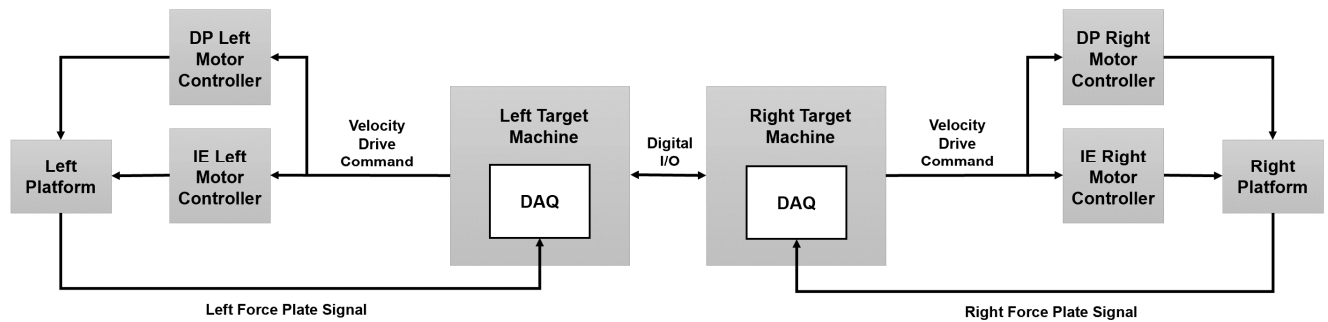 DP Left
Motor
Controller
IE Left
Motor
Controller
Left
Platform
Velocity
Drive
Command
Left Target
Machine
DAQ
Left Force Plate Signal
Digital
I/O
Right Target
Machine
DAQ
Velocity
Drive
Command
DP Right
Motor
Controller
IE Right
Motor
Controller
Right
Platform
Right Force Plate Signal